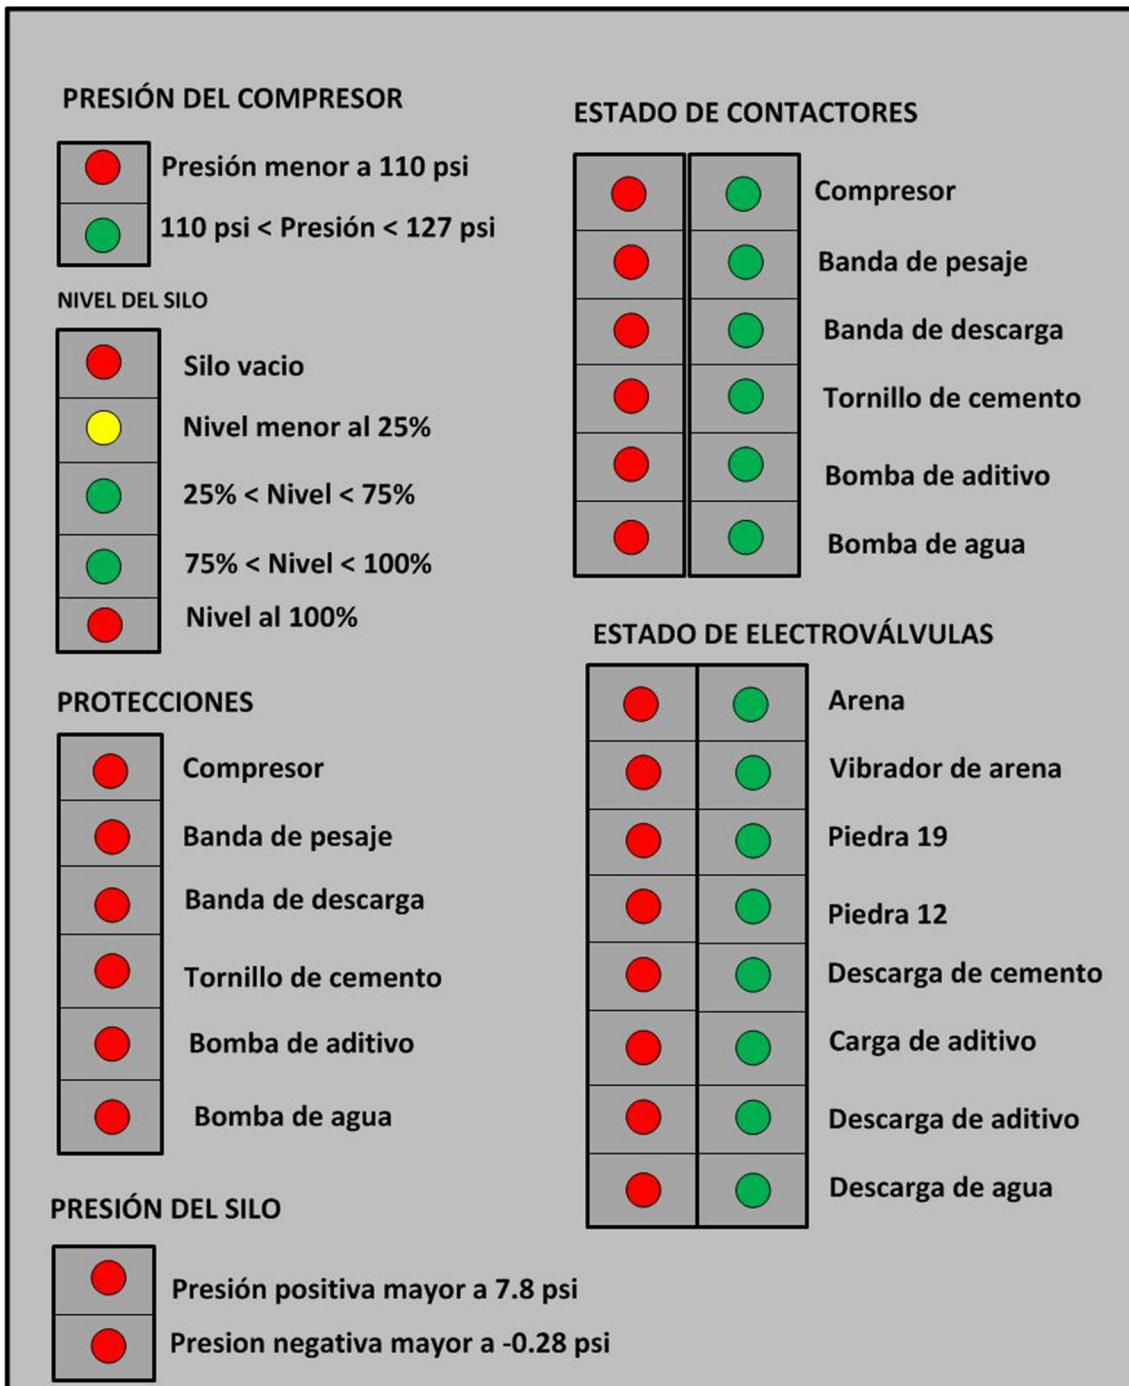 PRESIÓN DEL COMPRESOR
Presión menor a 110 psi
110 psi < Presión < 127 psi
NIVEL DEL SILO
Silo vacio
Nivel menor al 25%
25% < Nivel < 75%
75% < Nivel < 100%
Nivel al 100%
PROTECCIONES
Compresor
Banda de pesaje
Banda de descarga
Tornillo de cemento
Bomba de aditivo
Bomba de agua
PRESIÓN DEL SILO
Presión positiva mayor a 7.8 psi
Presion negativa mayor a -0.28 psi
ESTADO DE CONTACTORES
Compresor
Banda de pesaje
Banda de descarga
Tornillo de cemento
Bomba de aditivo
Bomba de agua
ESTADO DE ELECTROVÁLVULAS
Arena
Vibrador de arena
Piedra 19
Piedra 12
Descarga de cemento
Carga de aditivo
Descarga de aditivo
Descarga de agua